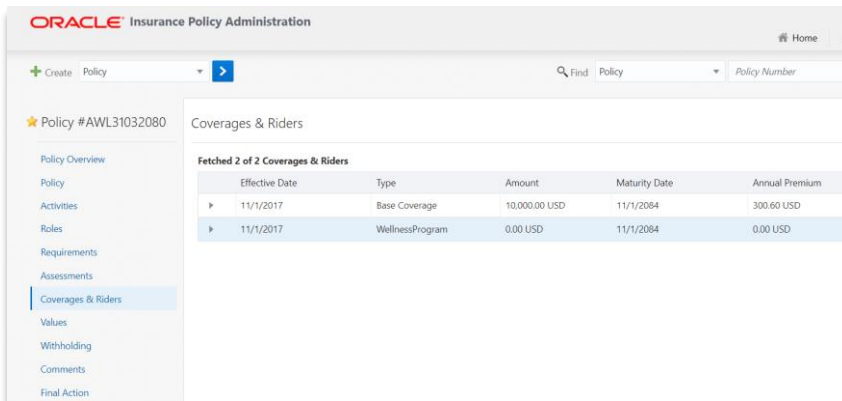 ORACLE® Insurance Policy Administration
Home
Create Policy
Find Policy Policy Number
Policy #AWL31032080
Policy Overview
Policy
Activities
Roles
Requirements
Assessments
Coverages & Riders
Values
Withholding
Comments
Final Action
Coverages & Riders
Fetched 2 of 2 Coverages & Riders
Effective Date Type Amount Maturity Date Annual Premium
11/1/2017 Base Coverage 10,000.00 USD 11/1/2084 300.60 USD
11/1/2017 WellnessProgram 0.00 USD 11/1/2084 0.00 USD